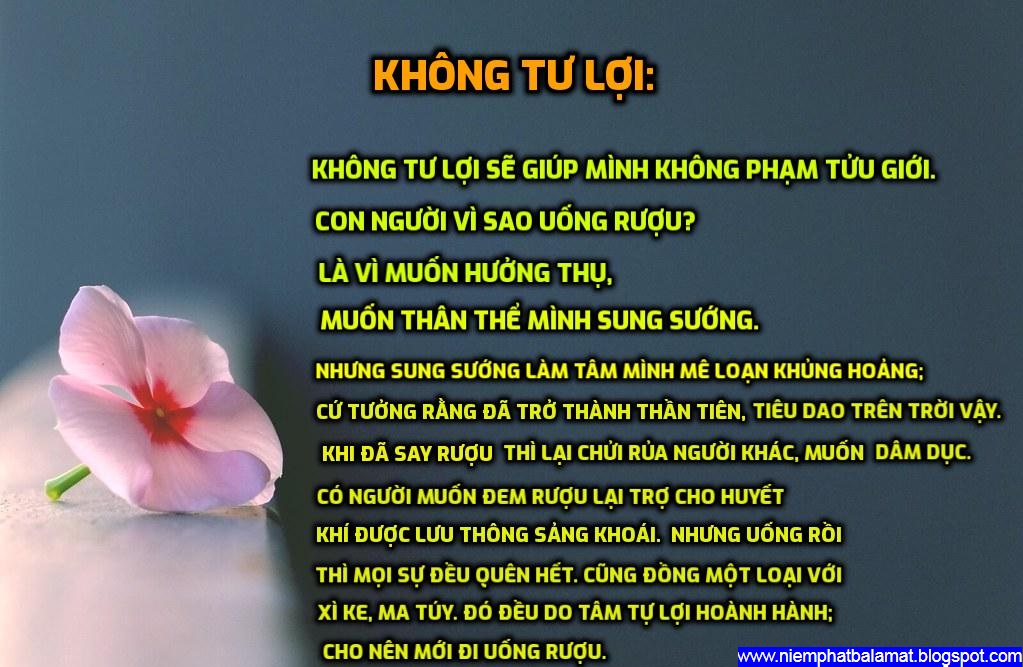 KHÔNG TƯ LỢI:
KHÔNG TƯ LỢI SẼ GIÚP MÌNH KHÔNG PHẠM TỬU GIỚI.
CON NGƯỜI VÌ SAO UỐNG RƯỢU?
LÀ VÌ MUỐN HƯỞNG THỤ,
MUỐN THÂN THỂ MÌNH SUNG SƯỚNG.
NHƯNG SUNG SƯỚNG LÀM TÂM MÌNH MÊ LOẠN KHỦNG HOẢNG;
CỨ TƯỞNG RẰNG ĐÃ TRỞ THÀNH THẦN TIÊN, TIÊU DAO TRÊN TRỜI VẬY.
KHI ĐÃ SAY RƯỢU THÌ LẠI CHỬI RỦA NGƯỜI KHÁC, MUỐN DÂM DỤC.
CÓ NGƯỜI MUỐN ĐEM RƯỢU LẠI TRỢ CHO HUYẾT
KHÍ ĐƯỢC LƯU THÔNG SẢNG KHOÁI. NHƯNG UỐNG RỒI
THÌ MỌI SỰ ĐỀU QUÊN HẾT. CŨNG ĐỒNG MỘT LOẠI VỚI
XÌ KE, MA TÚY. ĐÓ ĐỀU DO TÂM TỰ LỢI HOÀNH HÀNH;
CHO NÊN MỚI ĐI UỐNG RƯỢU.
www.niemphatbalamat.blogspot.com